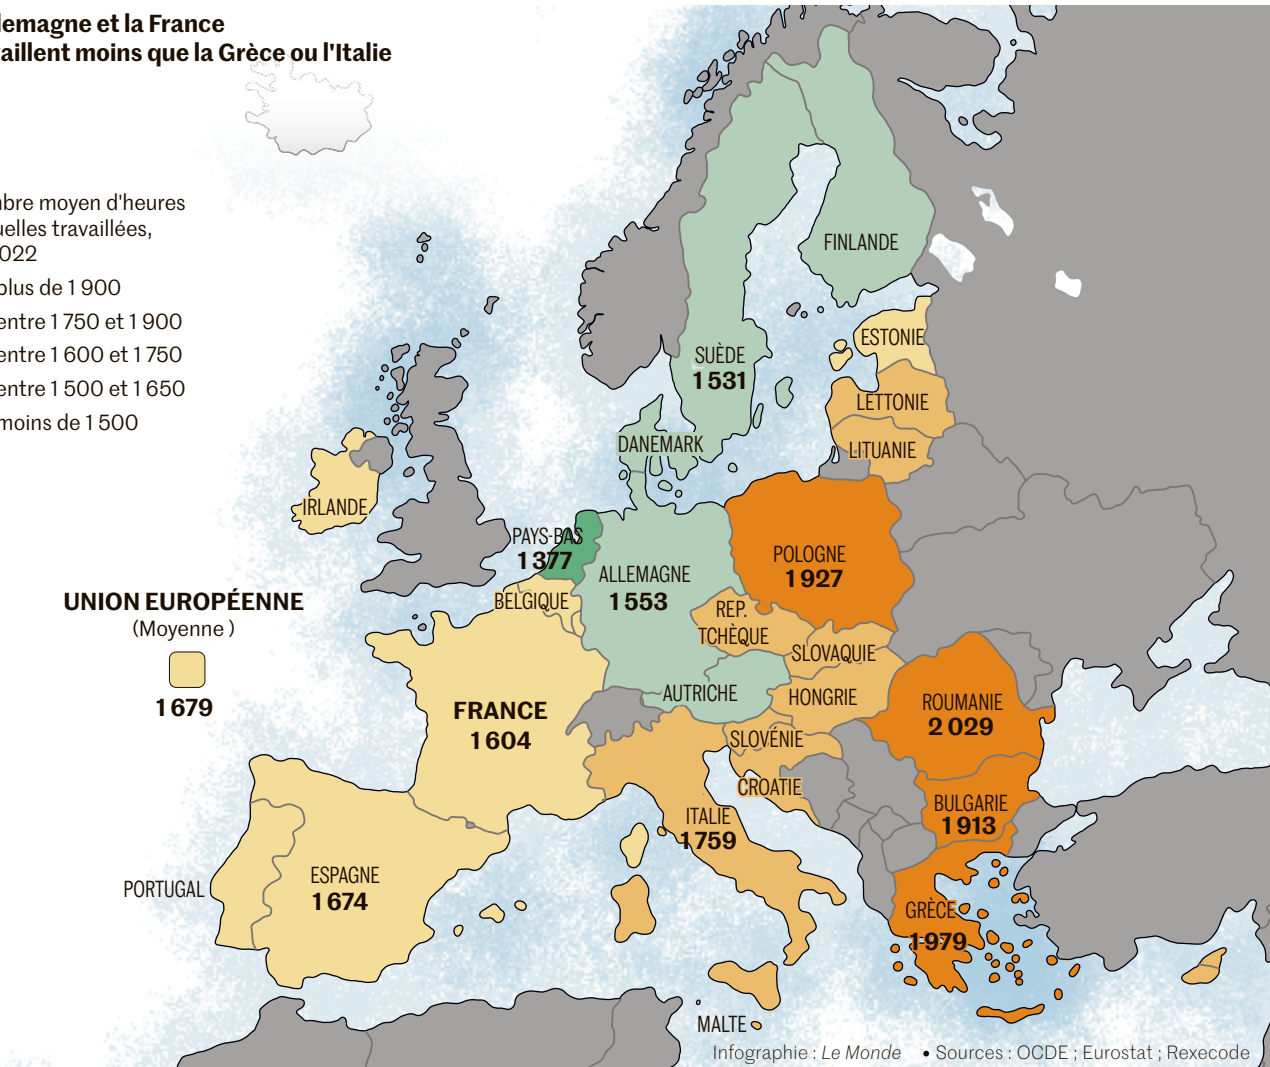 lemagne et la France
vaillent moins que la Grèce ou l'Italie
mbre moyen d'heures
uelles travaillées,
022
plus de 1 900
entre 1 750 et 1 900
entre 1 600 et 1 750
entre 1 500 et 1 650
moins de 1 500
FINLANDE
ESTONIE
SUÈDE
1 531
LETTONIE
DANEMARK
LITUANIE
IRLANDE
PAYS-BAS
1 377
POLOGNE
1 927
ALLEMAGNE
1 553
BELGIQUE
UNION EUROPÉENNE
(Moyenne )
1 679
REP.
TCHÈQUE
SLOVAQUIE
AUTRICHE
HONGRIE
FRANCE
1 604
ROUMANIE
2 029
SLOVÉNIE
CROATIE
BULGARIE
1 913
ITALIE
1 759
ESPAGNE
1 674
PORTUGAL
GRÈCE
1 979
MALTE
Infographie : Le Monde • Sources : OCDE ; Eurostat ; Rexecode